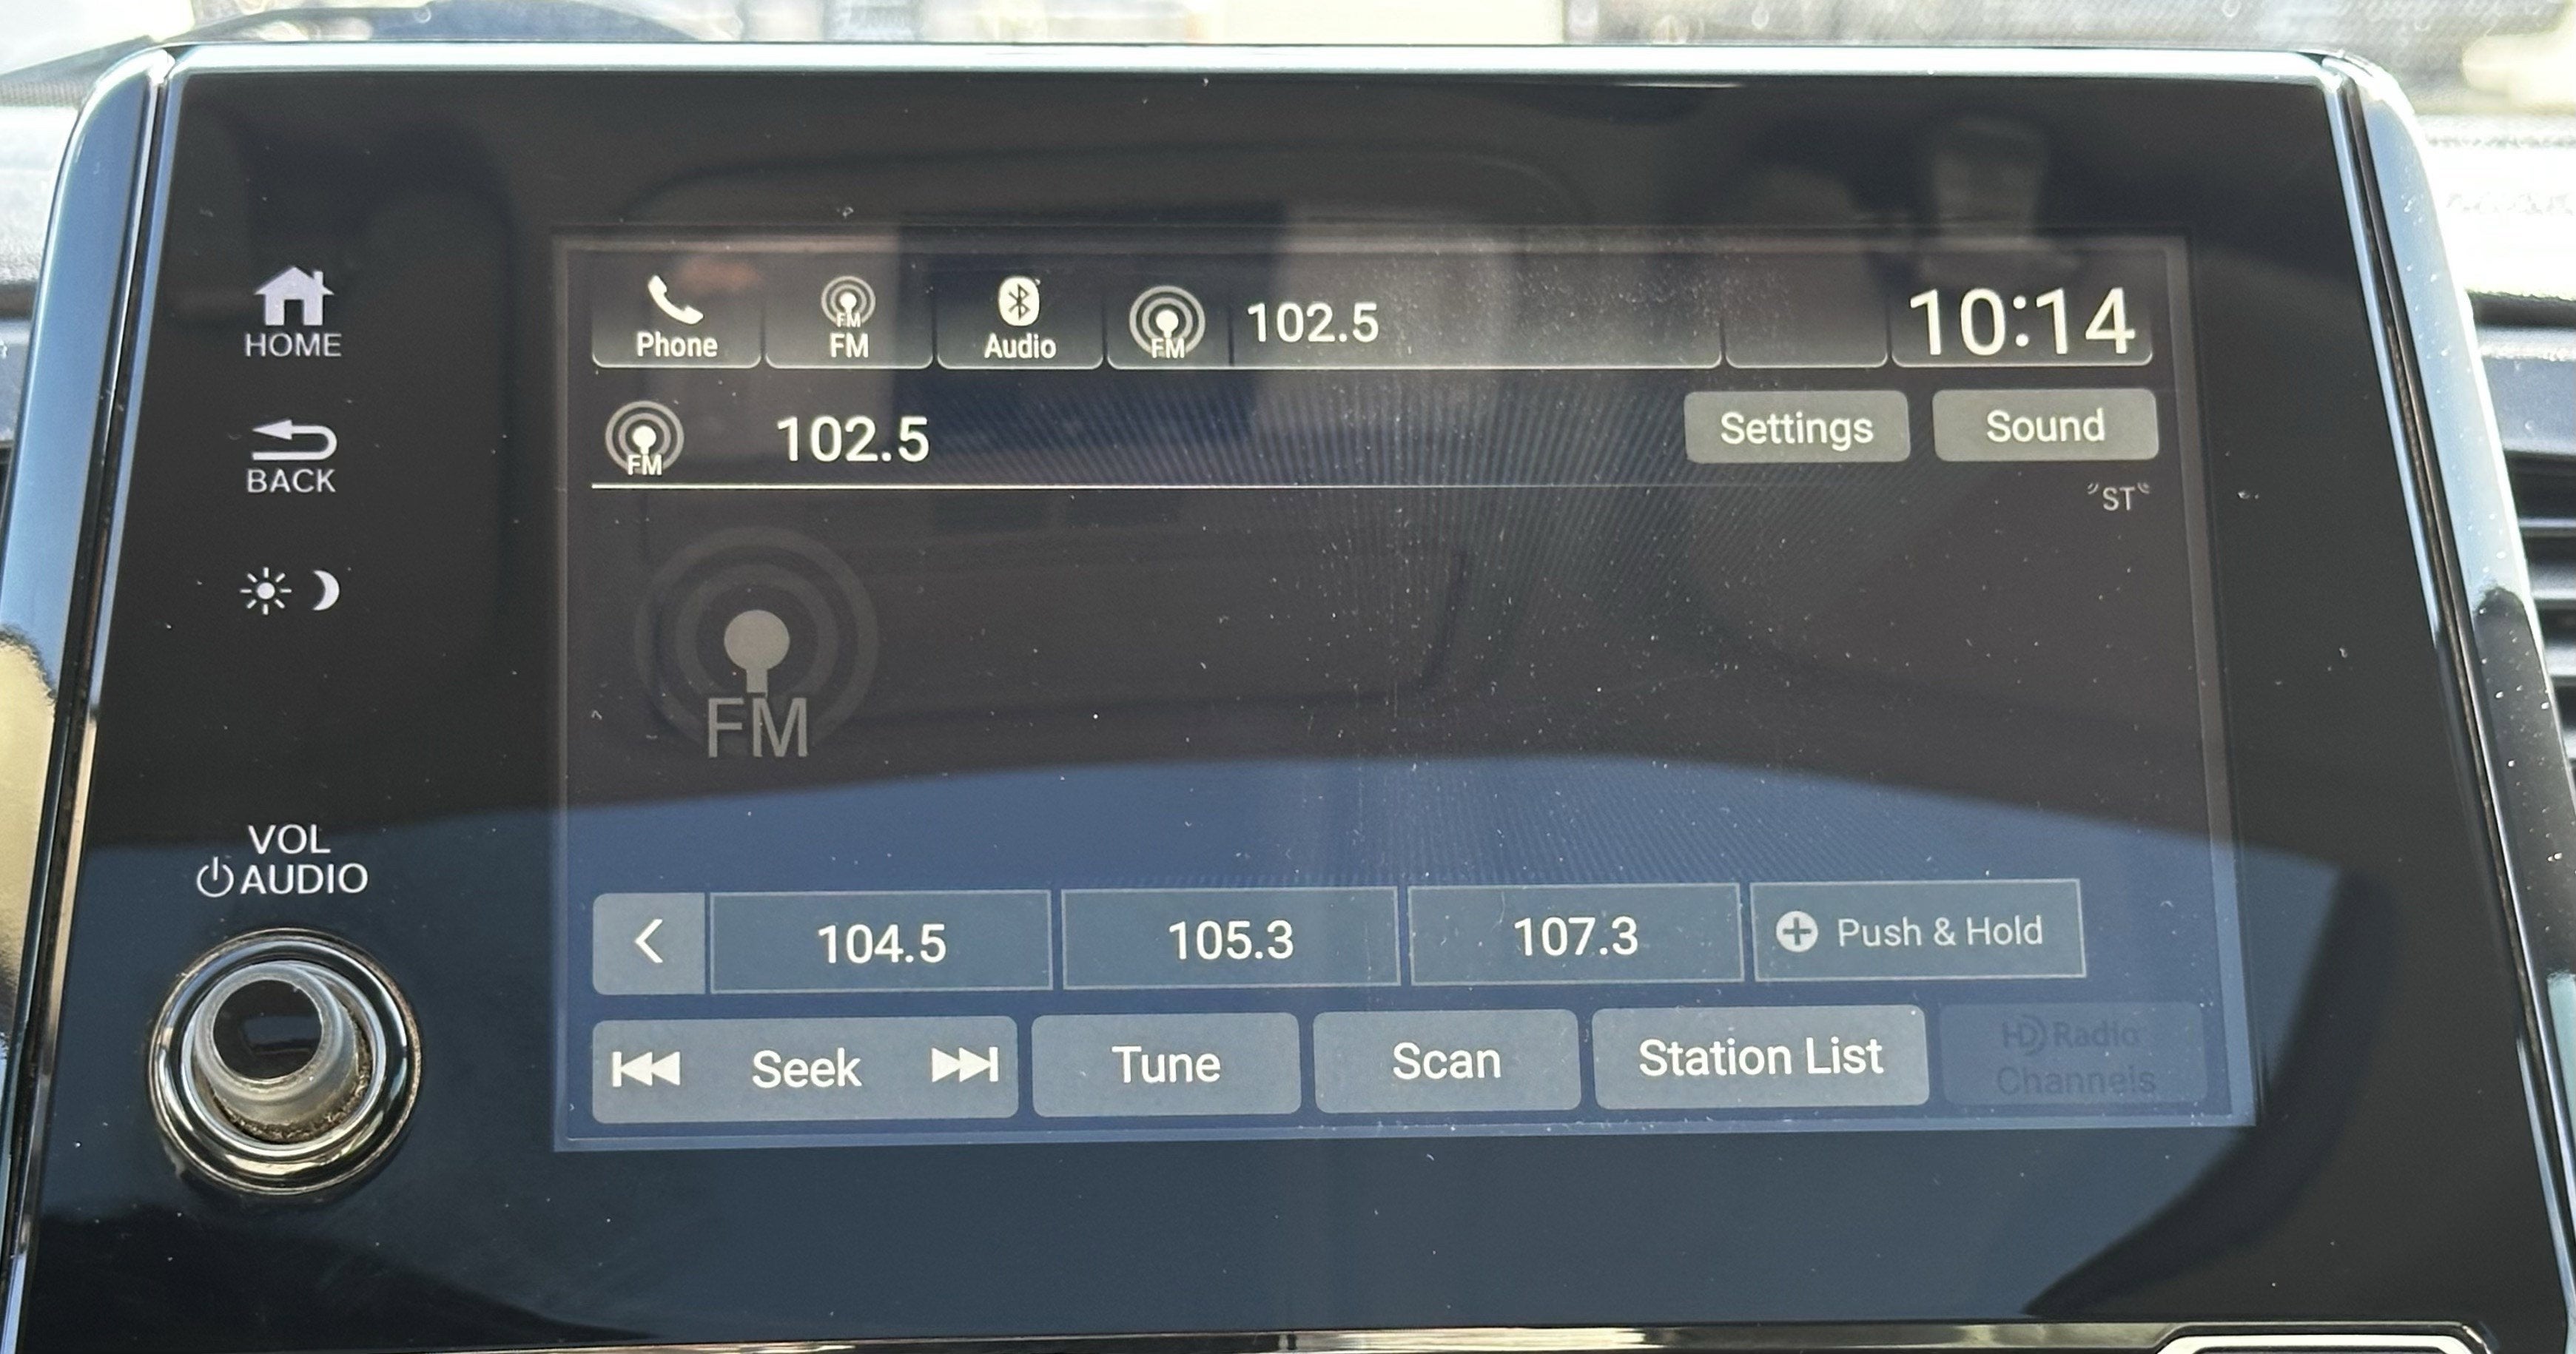 HOME
BACK
VOL
AUDIO
Phone
FM
FM
Audio
FM
102.5
10:14
FM
102.5
Settings
Sound
ST
FM
104.5
105.3
107.3
Push & Hold
Seek
Tune
Scan
Station List
HD Radio
Channels